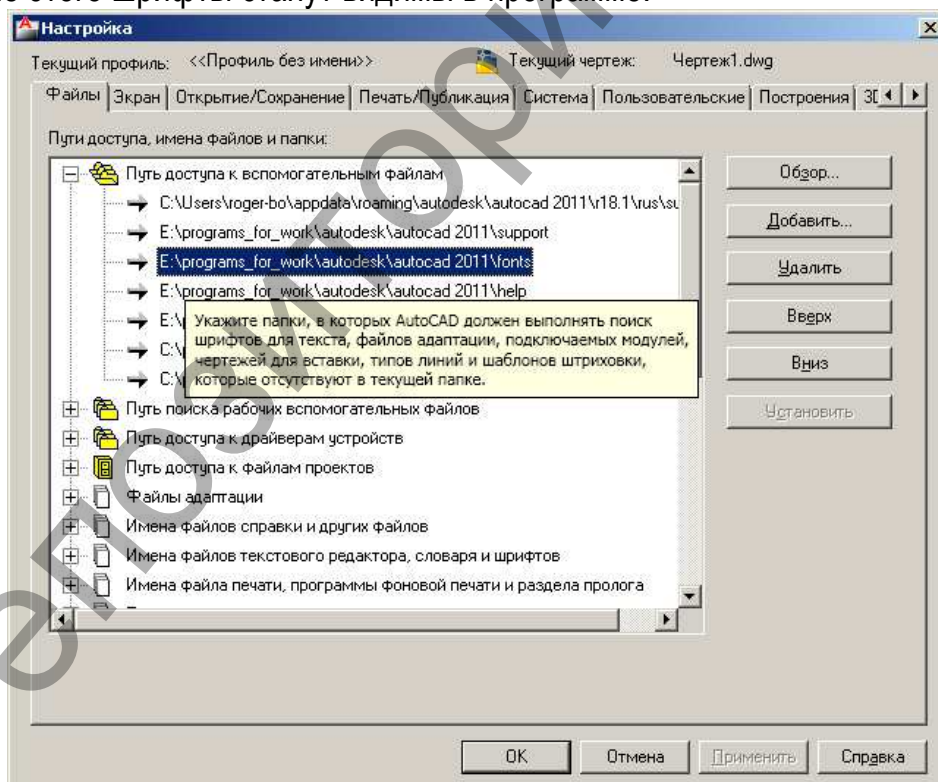 этого шрифты станут видимы в программе.
Настройка
Текущий профиль: <<Профиль без имени>> Текущий чертеж: Чертеж1.dwg
Файлы Экран Открытие/Сохранение Печать/Публикация Система Пользовательские Построения 3D
Пути доступа, имена файлов и папки:
Путь доступа к вспомогательным файлам
C:\Users\roger-bo\appdata\roaming\autodesk\autocad 2011\r18.1\rus\su
E:\programs_for_work\autodesk\autocad 2011\support
E:\programs_for_work\autodesk\autocad 2011\fonts
E:\programs_for_work\autodesk\autocad 2011\help
E:\
C:\
C:\
Укажите папки, в которых AutoCAD должен выполнять поиск
шрифтов для текста, файлов адаптации, подключаемых модулей,
чертежей для вставки, типов линий и шаблонов штриховки,
которые отсутствуют в текущей папке.
Путь поиска рабочих вспомогательных файлов
Путь доступа к драйверам устройств
Путь доступа к файлам проектов
Файлы адаптации
Имена файлов справки и других файлов
Имена файлов текстового редактора, словаря и шрифтов
Имена файла печати, программы фоновой печати и раздела пролога
Обзор...
Добавить...
Удалить
Вверх
Вниз
Установить
OK Отмена Применить Справка